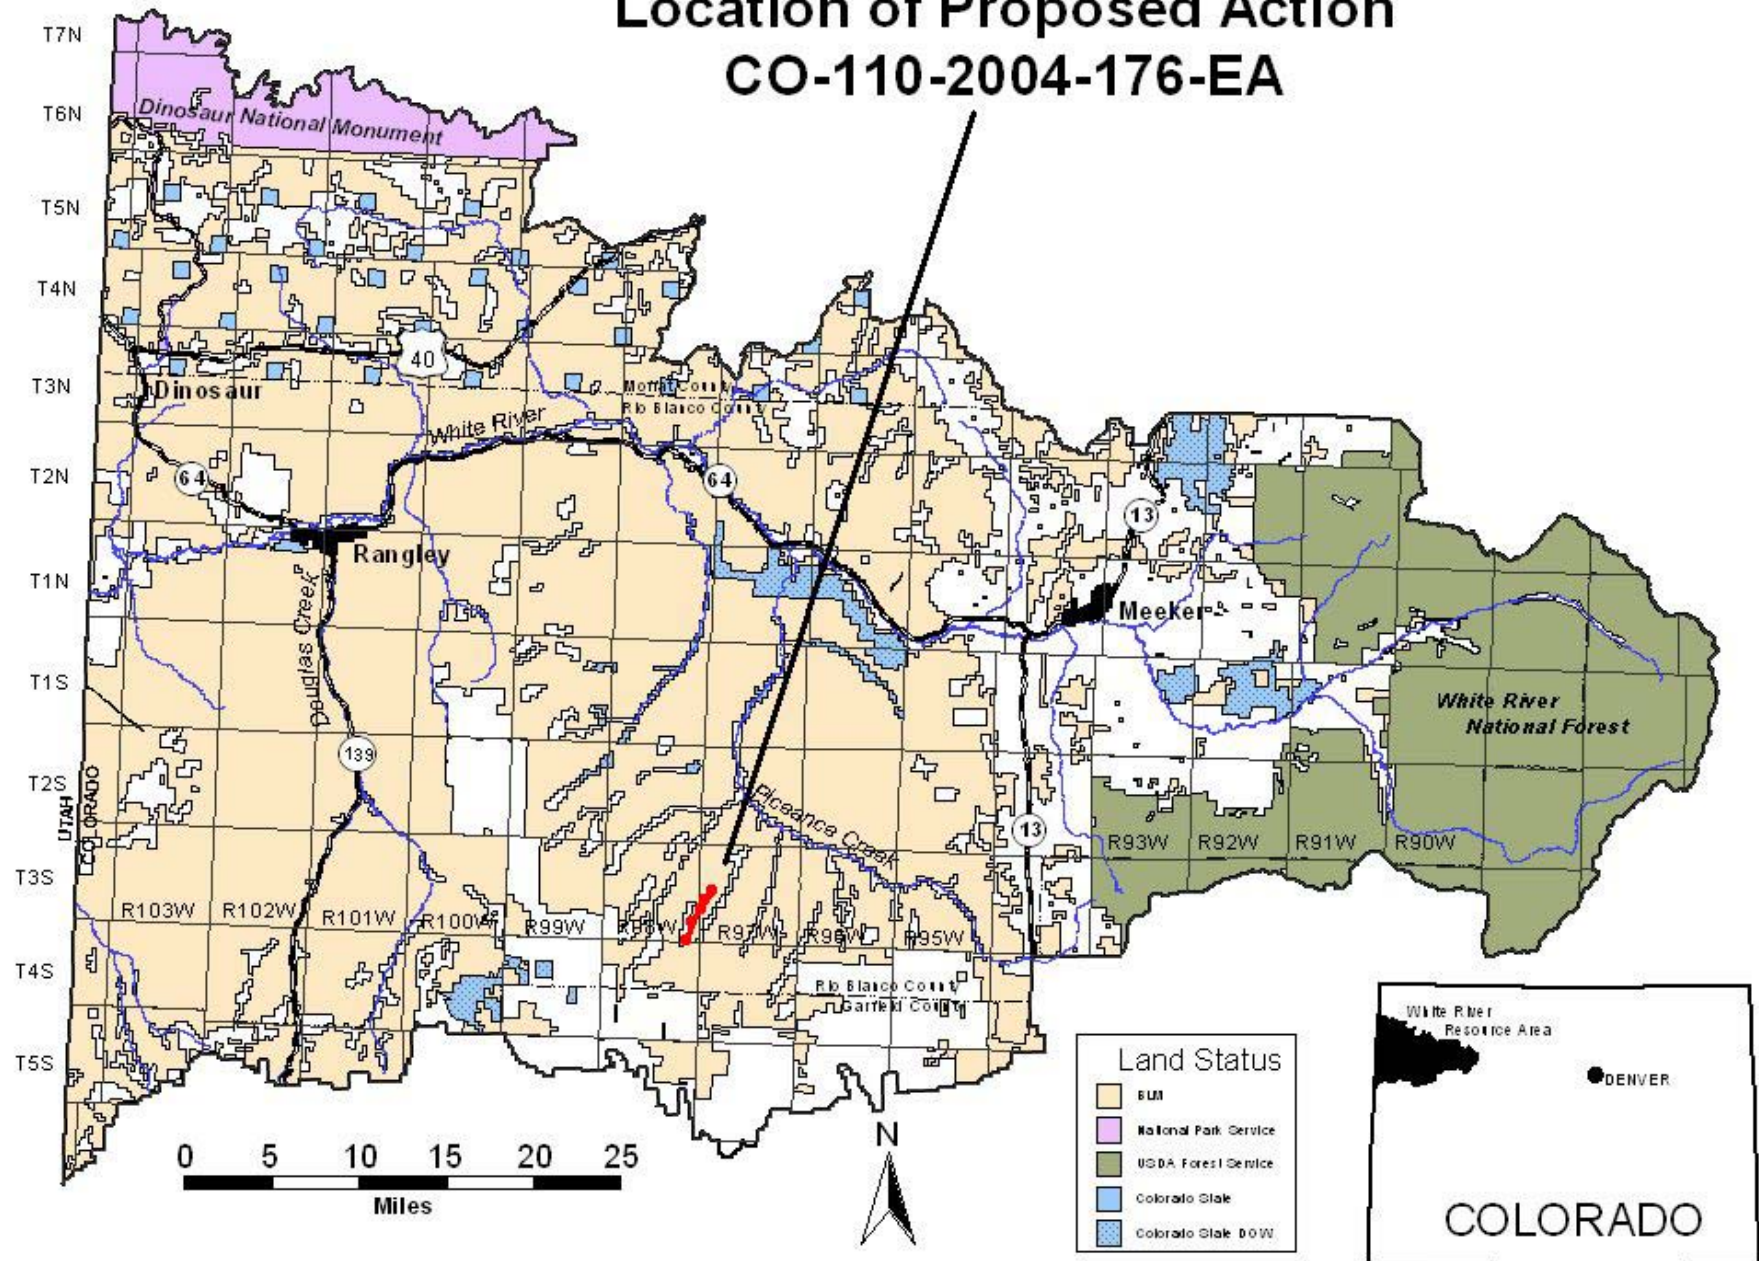 Location of Proposed Action
CO-110-2004-176-EA
T7N
T6N
T5N
T4N
T3N
T2N
T1N
T1S
T2S
T3S
T4S
T5S
Dinosaur National Monument
40
Dinosaur
Moffat County
Rio Blanco County
White River
64
64
13
Rangley
Meeker
Douglas Creek
139
White River
National Forest
UTAH
COLORADO
Piceance Creek
13
R93W
R92W
R91W
R90W
R103W
R102W
R101W
R100W
R99W
R98W
R97W
R96W
R95W
Rio Blanco County
Garfield County
0 5 10 15 20 25
Miles
N
Land Status
BLM
National Park Service
USDA Forest Service
Colorado State
Colorado State DOW
White River
Resource Area
DENVER
COLORADO